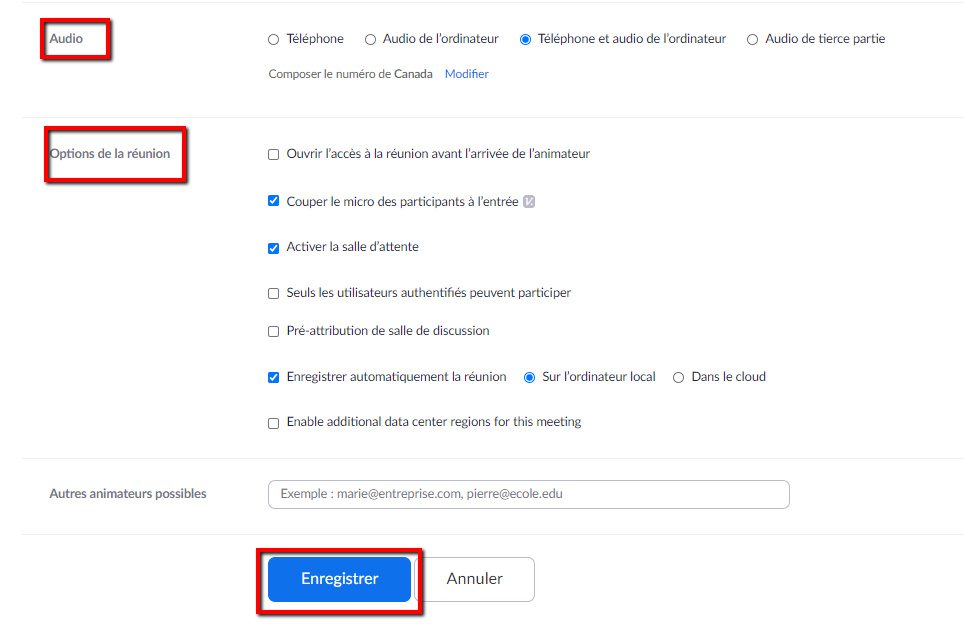 Audio
Téléphone Audio de l'ordinateur Téléphone et audio de l'ordinateur Audio de tierce partie
Composer le numéro de Canada Modifier
Options de la réunion
Ouvrir l'accès à la réunion avant l'arrivée de l'animateur
Couper le micro des participants à l'entrée
Activer la salle d'attente
Seuls les utilisateurs authentifiés peuvent participer
Pré-attribution de salle de discussion
Enregistrer automatiquement la réunion Sur l'ordinateur local Dans le cloud
Enable additional data center regions for this meeting
Autres animateurs possibles
Exemple : marie@entreprise.com, pierre@ecole.edu
Enregistrer Annuler